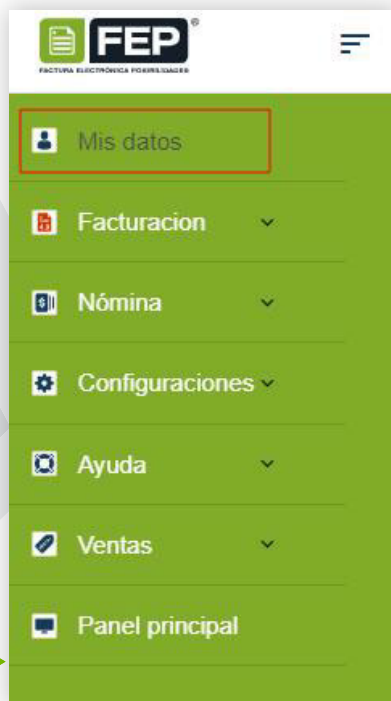 FEP®
FACTURA ELECTRÓNICA POSIBILIDADES
Mis datos
Facturacion
Nómina
Configuraciones
Ayuda
Ventas
Panel principal